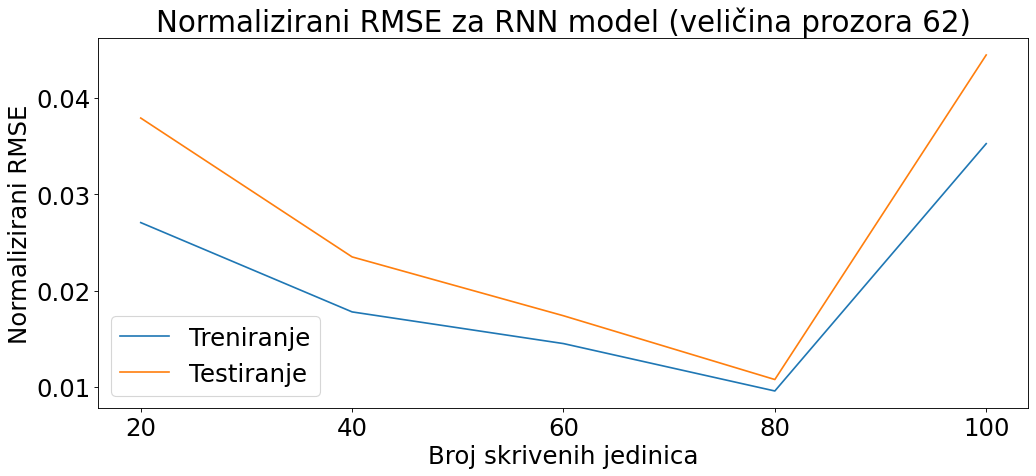 Normalizirani RMSE za RNN model (veličina prozora 62)
Normalizirani RMSE
0.04
0.03
0.02
0.01
Treniranje
Testiranje
20 40 60 80 100
Broj skrivenih jedinica